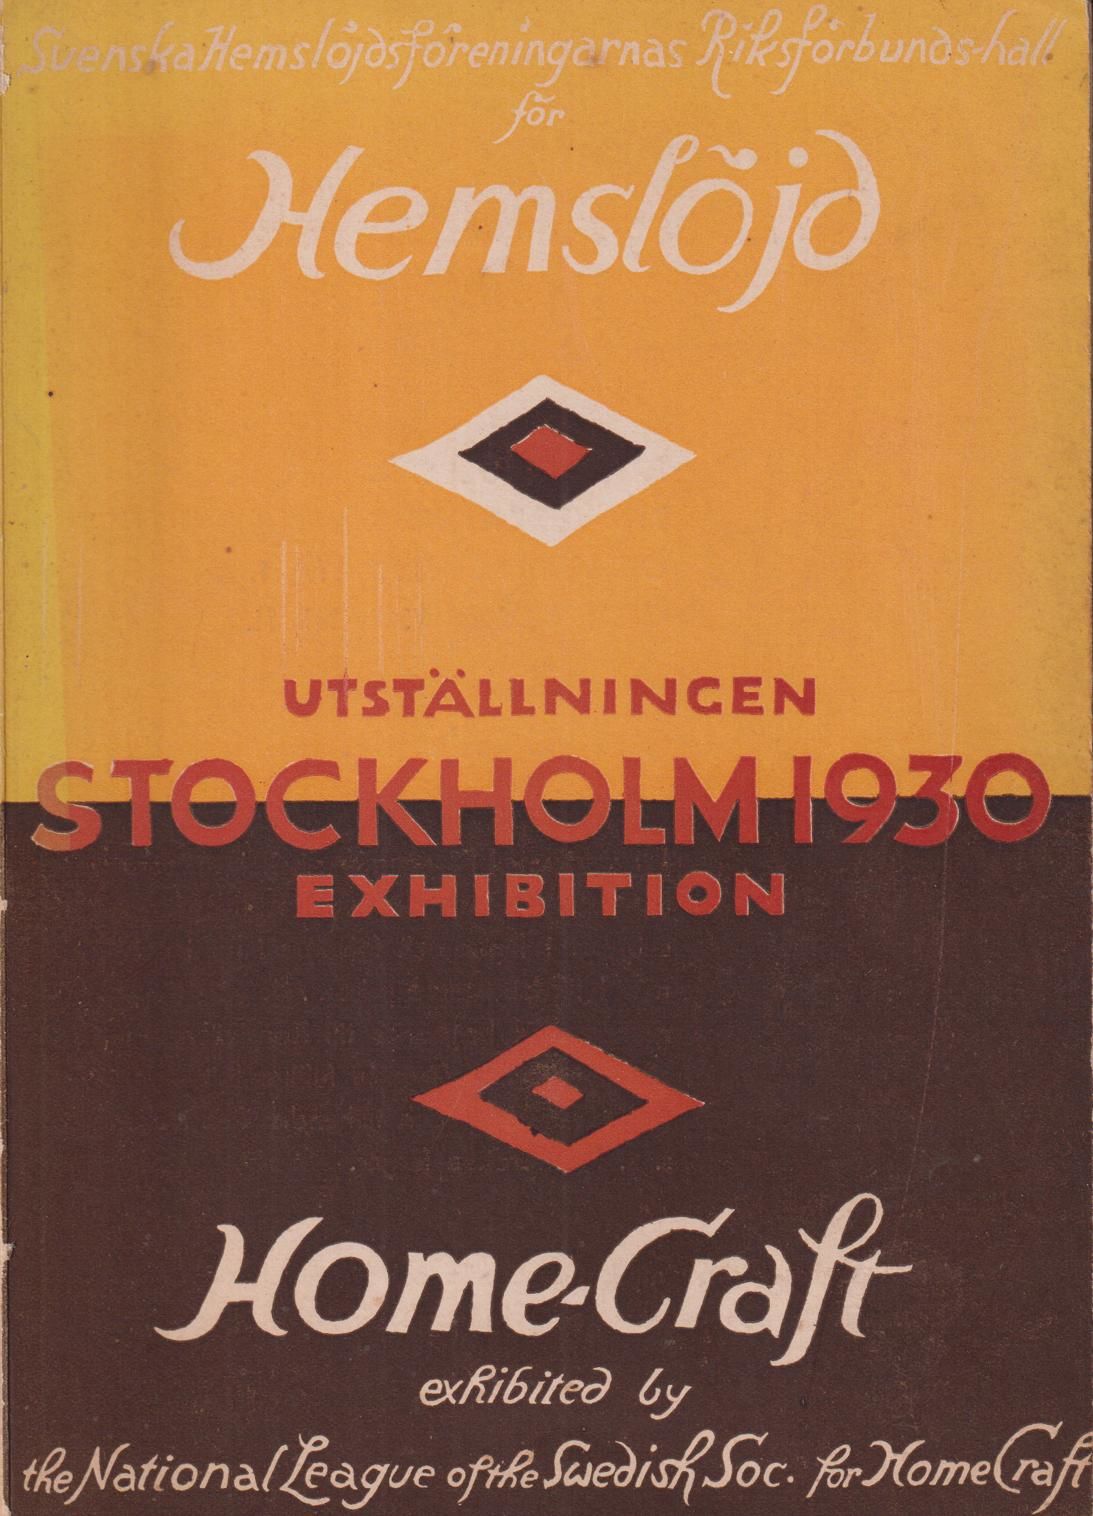 Svenska Hemslöjdsföreningarnas Riksförbunds-hall
för
Hemslöjd
UTSTÄLLNINGEN
STOCKHOLM 1930
EXHIBITION
Home-Craft
exhibited by
the National League of the Swedish Soc. for Home Craft